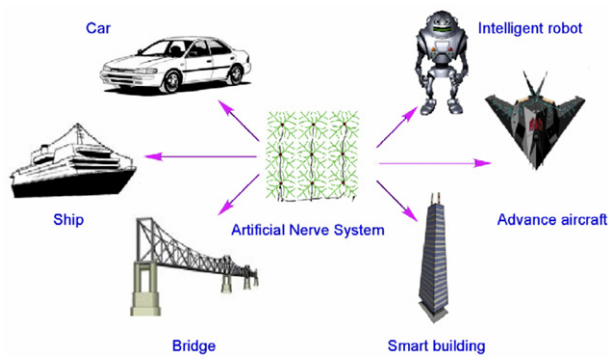 Car
Intelligent robot
Ship
Artificial Nerve System
Advance aircraft
Bridge
Smart building